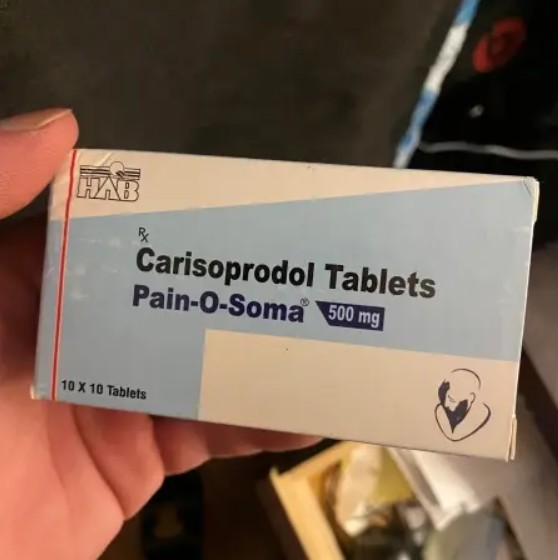 HAB
Rx
Carisoprodol Tablets
Pain-O-Soma® 500 mg
10 X 10 Tablets